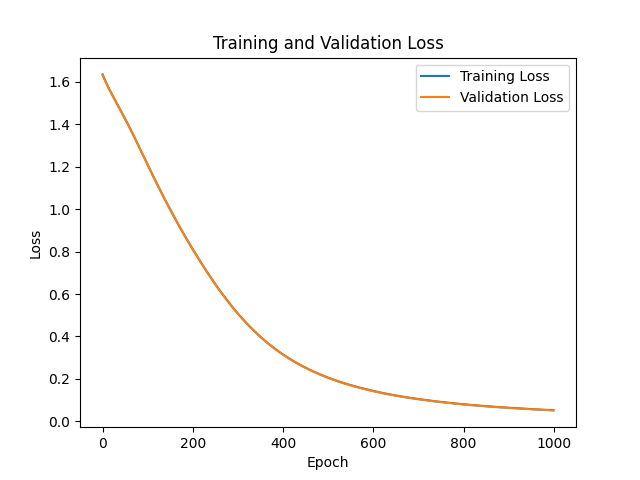 Training and Validation Loss
Training Loss
Validation Loss
Loss
1.6
1.4
1.2
1.0
0.8
0.6
0.4
0.2
0.0
0 200 400 600 800 1000
Epoch